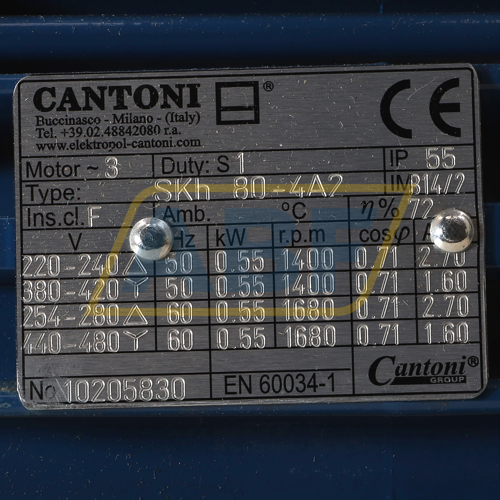 CANTONI ®
Buccinasco - Milano - (Italy)
Tel. +39.02.48842080 r.a.
www.elektropol-cantoni.com
CE
Motor ~ 3 Duty: S 1 IP 55
Type: SKh 80-4A2 IM B14/2
Ins.cl. F Amb. °C η% 72
V Hz kW r.p.m cosφ A
220-240 △ 50 0.55 1400 0.71 2.70
380-420 Y 50 0.55 1400 0.71 1.60
254-280 △ 60 0.55 1680 0.71 2.70
440-480 Y 60 0.55 1680 0.71 1.60
No 10205830 EN 60034-1 Cantoni®
GROUP